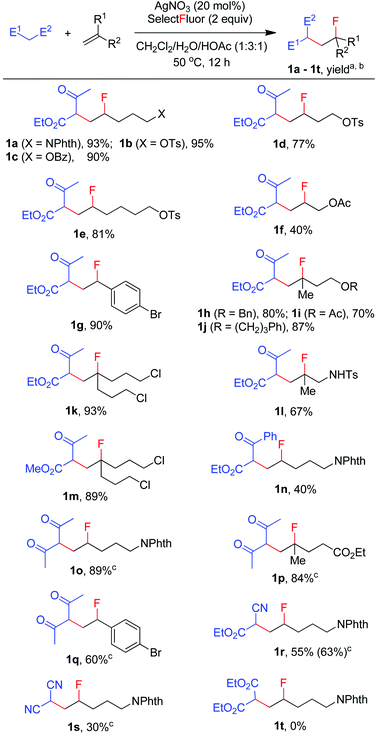 AgNO3 (20 mol%)
SelectFluor (2 equiv)
E1 E2 + R1 R2
CH2Cl2/H2O/HOAc (1:3:1)
50 °C, 12 h
E2 F
E1 R1 R2
1a - 1t, yield a, b
O F
EtO2C X
1a (X = NPhth), 93%; 1b (X = OTs), 95%
1c (X = OBz), 90%
O F
EtO2C OTs
1d, 77%
O F
EtO2C OTs
1e, 81%
O F
EtO2C OAc
1f, 40%
O F
EtO2C Br
1g, 90%
O F
EtO2C Me OR
1h (R = Bn), 80%; 1i (R = Ac), 70%
1j (R = (CH2)3Ph), 87%
O F
EtO2C Cl
Cl
1k, 93%
O F
EtO2C Me NHTs
1l, 67%
O F
MeO2C Cl
Cl
1m, 89%
O Ph F
EtO2C NPhth
1n, 40%
O F
O NPhth
1o, 89%c
O F
O Me CO2Et
1p, 84%c
O F
O Br
1q, 60%c
CN F
EtO2C NPhth
1r, 55% (63%)c
CN F
CN NPhth
1s, 30%c
EtO2C F
EtO2C NPhth
1t, 0%